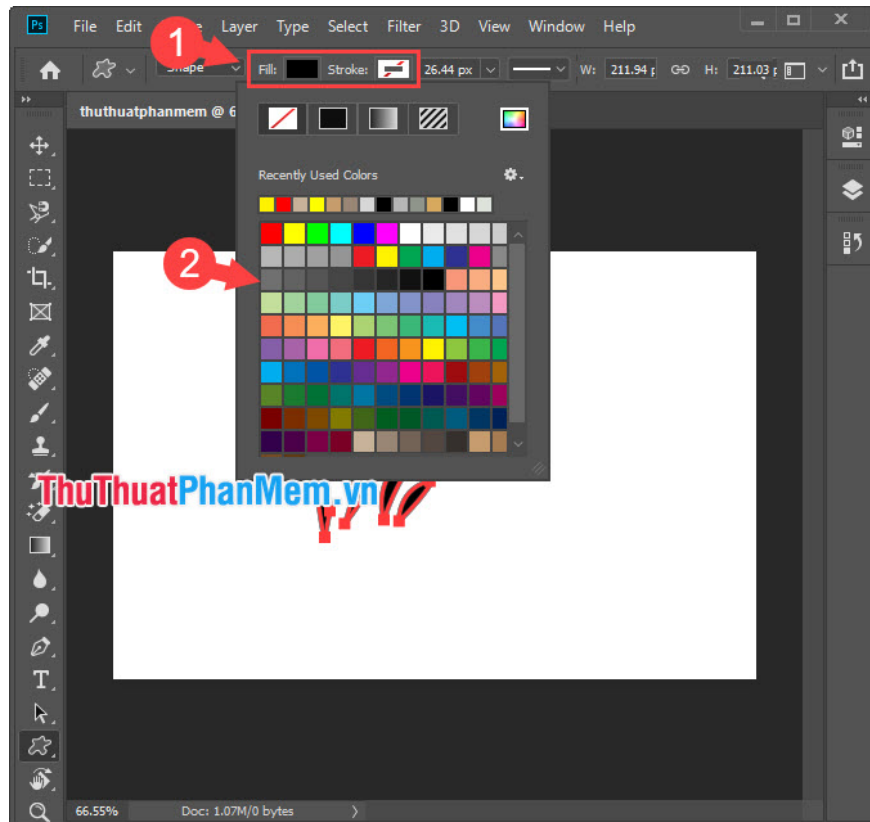 Ps File Edit Layer Type Select Filter 3D View Window Help
1
Shape Fill: Stroke: 26.44 px W: 211.94 H: 211.03
thuthuatphanmem @ 6
Recently Used Colors
2
ThuThuatPhanMem.vn
T
66.55% Doc: 1.07M/0 bytes